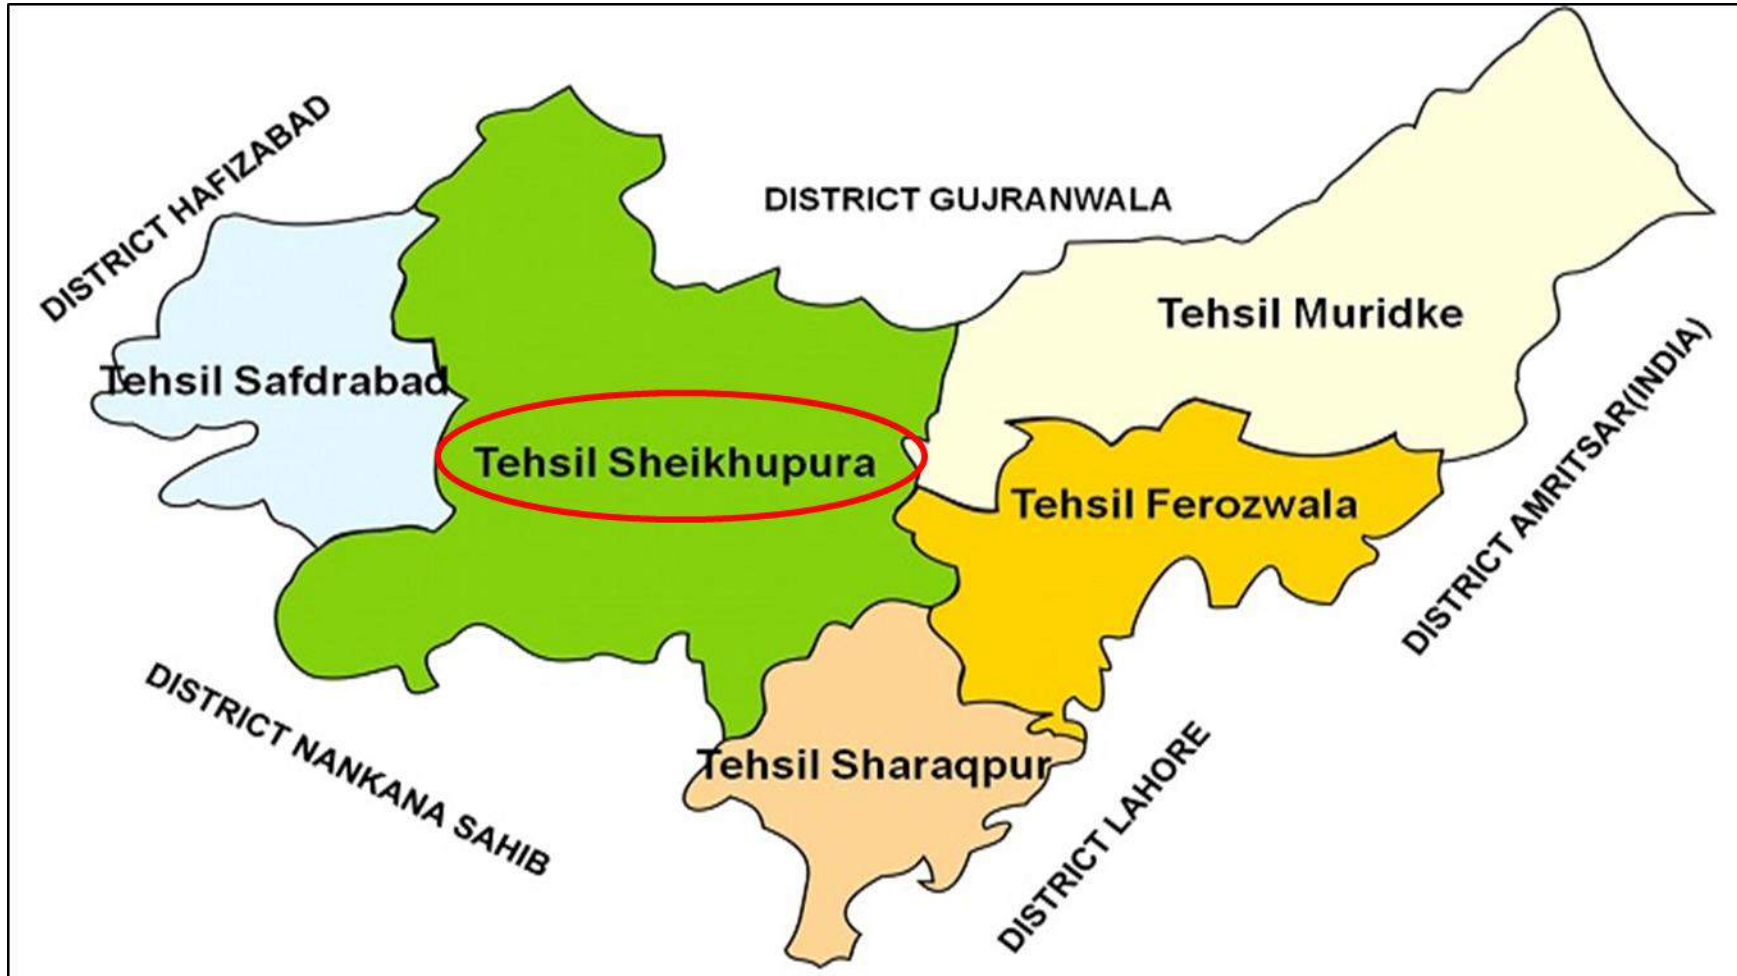 DISTRICT HAFIZABAD
DISTRICT GUJRANWALA
Tehsil Muridke
Tehsil Safdrabad
Tehsil Sheikhupura
Tehsil Ferozwala
DISTRICT AMRITSAR(INDIA)
DISTRICT NANKANA SAHIB
Tehsil Sharaqpur
DISTRICT LAHORE